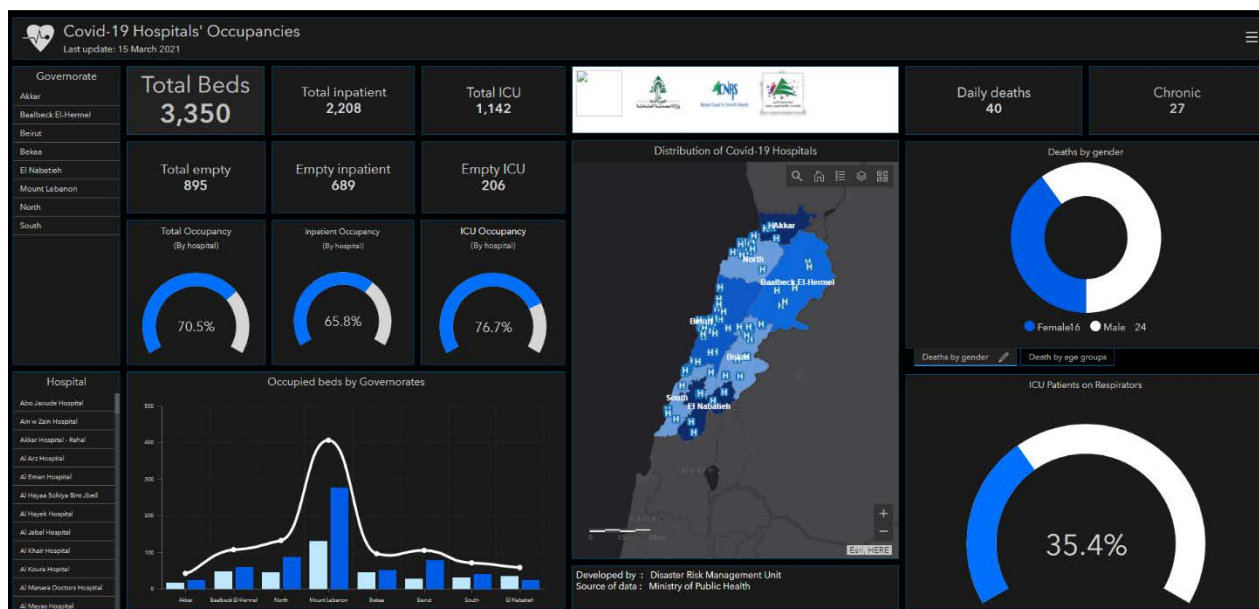 Covid-19 Hospitals' Occupancies
Last update: 15 March 2021
Governorate
Akkar
Baalbeck El-Hermel
Beirut
Bekaa
El Nabatieh
Mount Lebanon
North
South
Total Beds
3,350
Total inpatient
2,208
Total ICU
1,142
Total empty
895
Empty inpatient
689
Empty ICU
206
Total Occupancy
(By hospital)
70.5%
Inpatient Occupancy
(By hospital)
65.8%
ICU Occupancy
(By hospital)
76.7%
CNRS
Distribution of Covid-19 Hospitals
Akkar
North
Baalbeck El-Hermel
Beirut
Bekaa
South
El Nabatieh
Esri, HERE
Developed by : Disaster Risk Management Unit
Source of data : Ministry of Public Health
Daily deaths
40
Chronic
27
Deaths by gender
Female16 Male 24
Deaths by gender
Death by age groups
ICU Patients on Respirators
35.4%
Hospital
Abo Jaoude Hospital
Ain w Zain Hospital
Akkar Hospital - Rahal
Al Arz Hospital
Al Eman Hospital
Al Hayek Hospital
Al Jabal Hospital
Al Khair Hospital
Al Koura Hopital
Al Manara Doctors Hospital
Al Mayas Hospital
Occupied beds by Governorates
500
400
300
200
100
0
Akkar Baalbeck El-Hermel North Mount Lebanon Bekaa Beirut South El Nabatieh